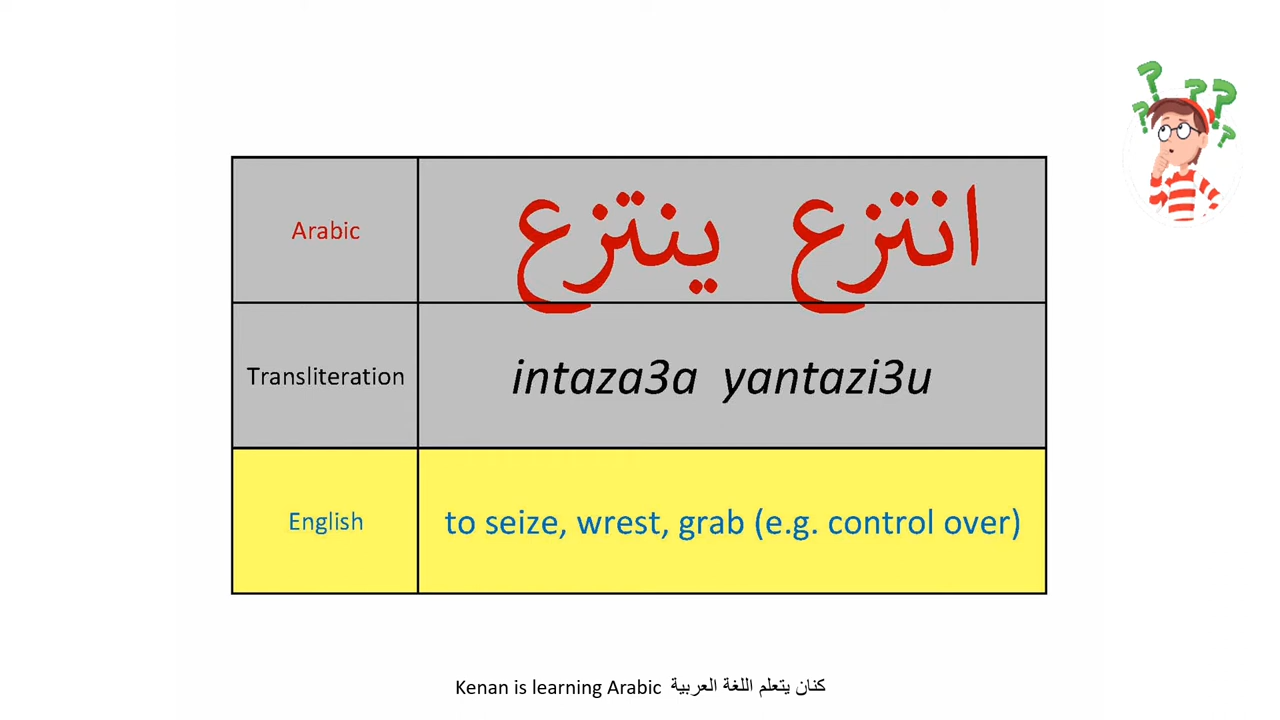 Arabic
انتزع ينتزع
Transliteration
intaza3a yantazi3u
English
to seize, wrest, grab (e.g. control over)
Kenan is learning Arabic كنان يتعلم اللغة العربية